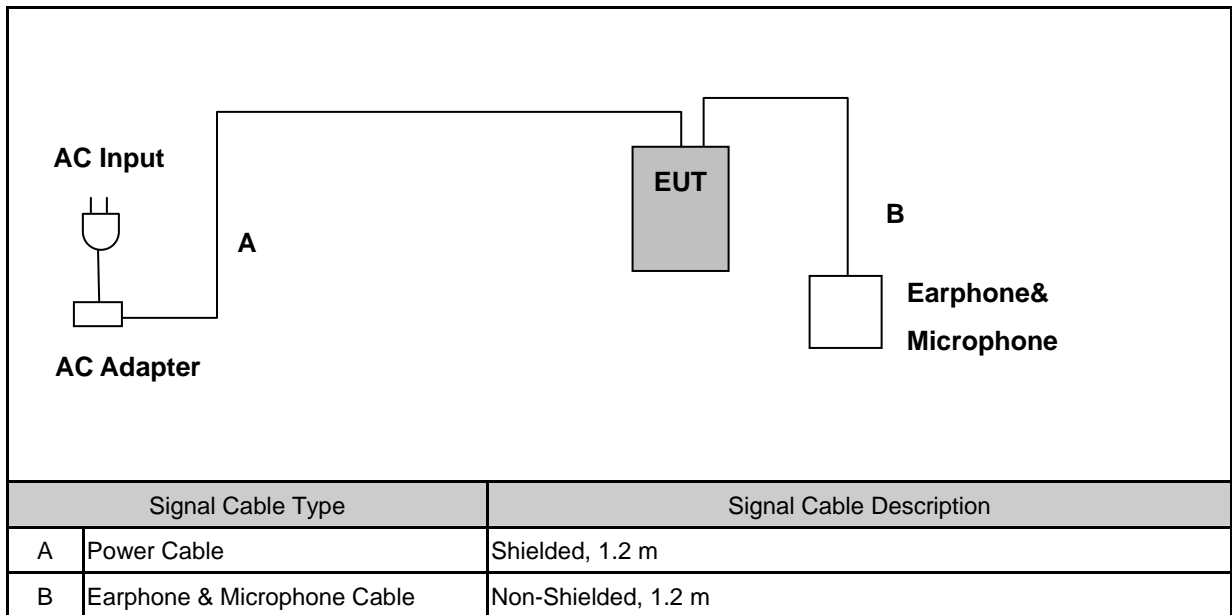 AC Input
EUT
A
B
Earphone&
Microphone
AC Adapter
Signal Cable Type Signal Cable Description
A Power Cable Shielded, 1.2 m
B Earphone & Microphone Cable Non-Shielded, 1.2 m